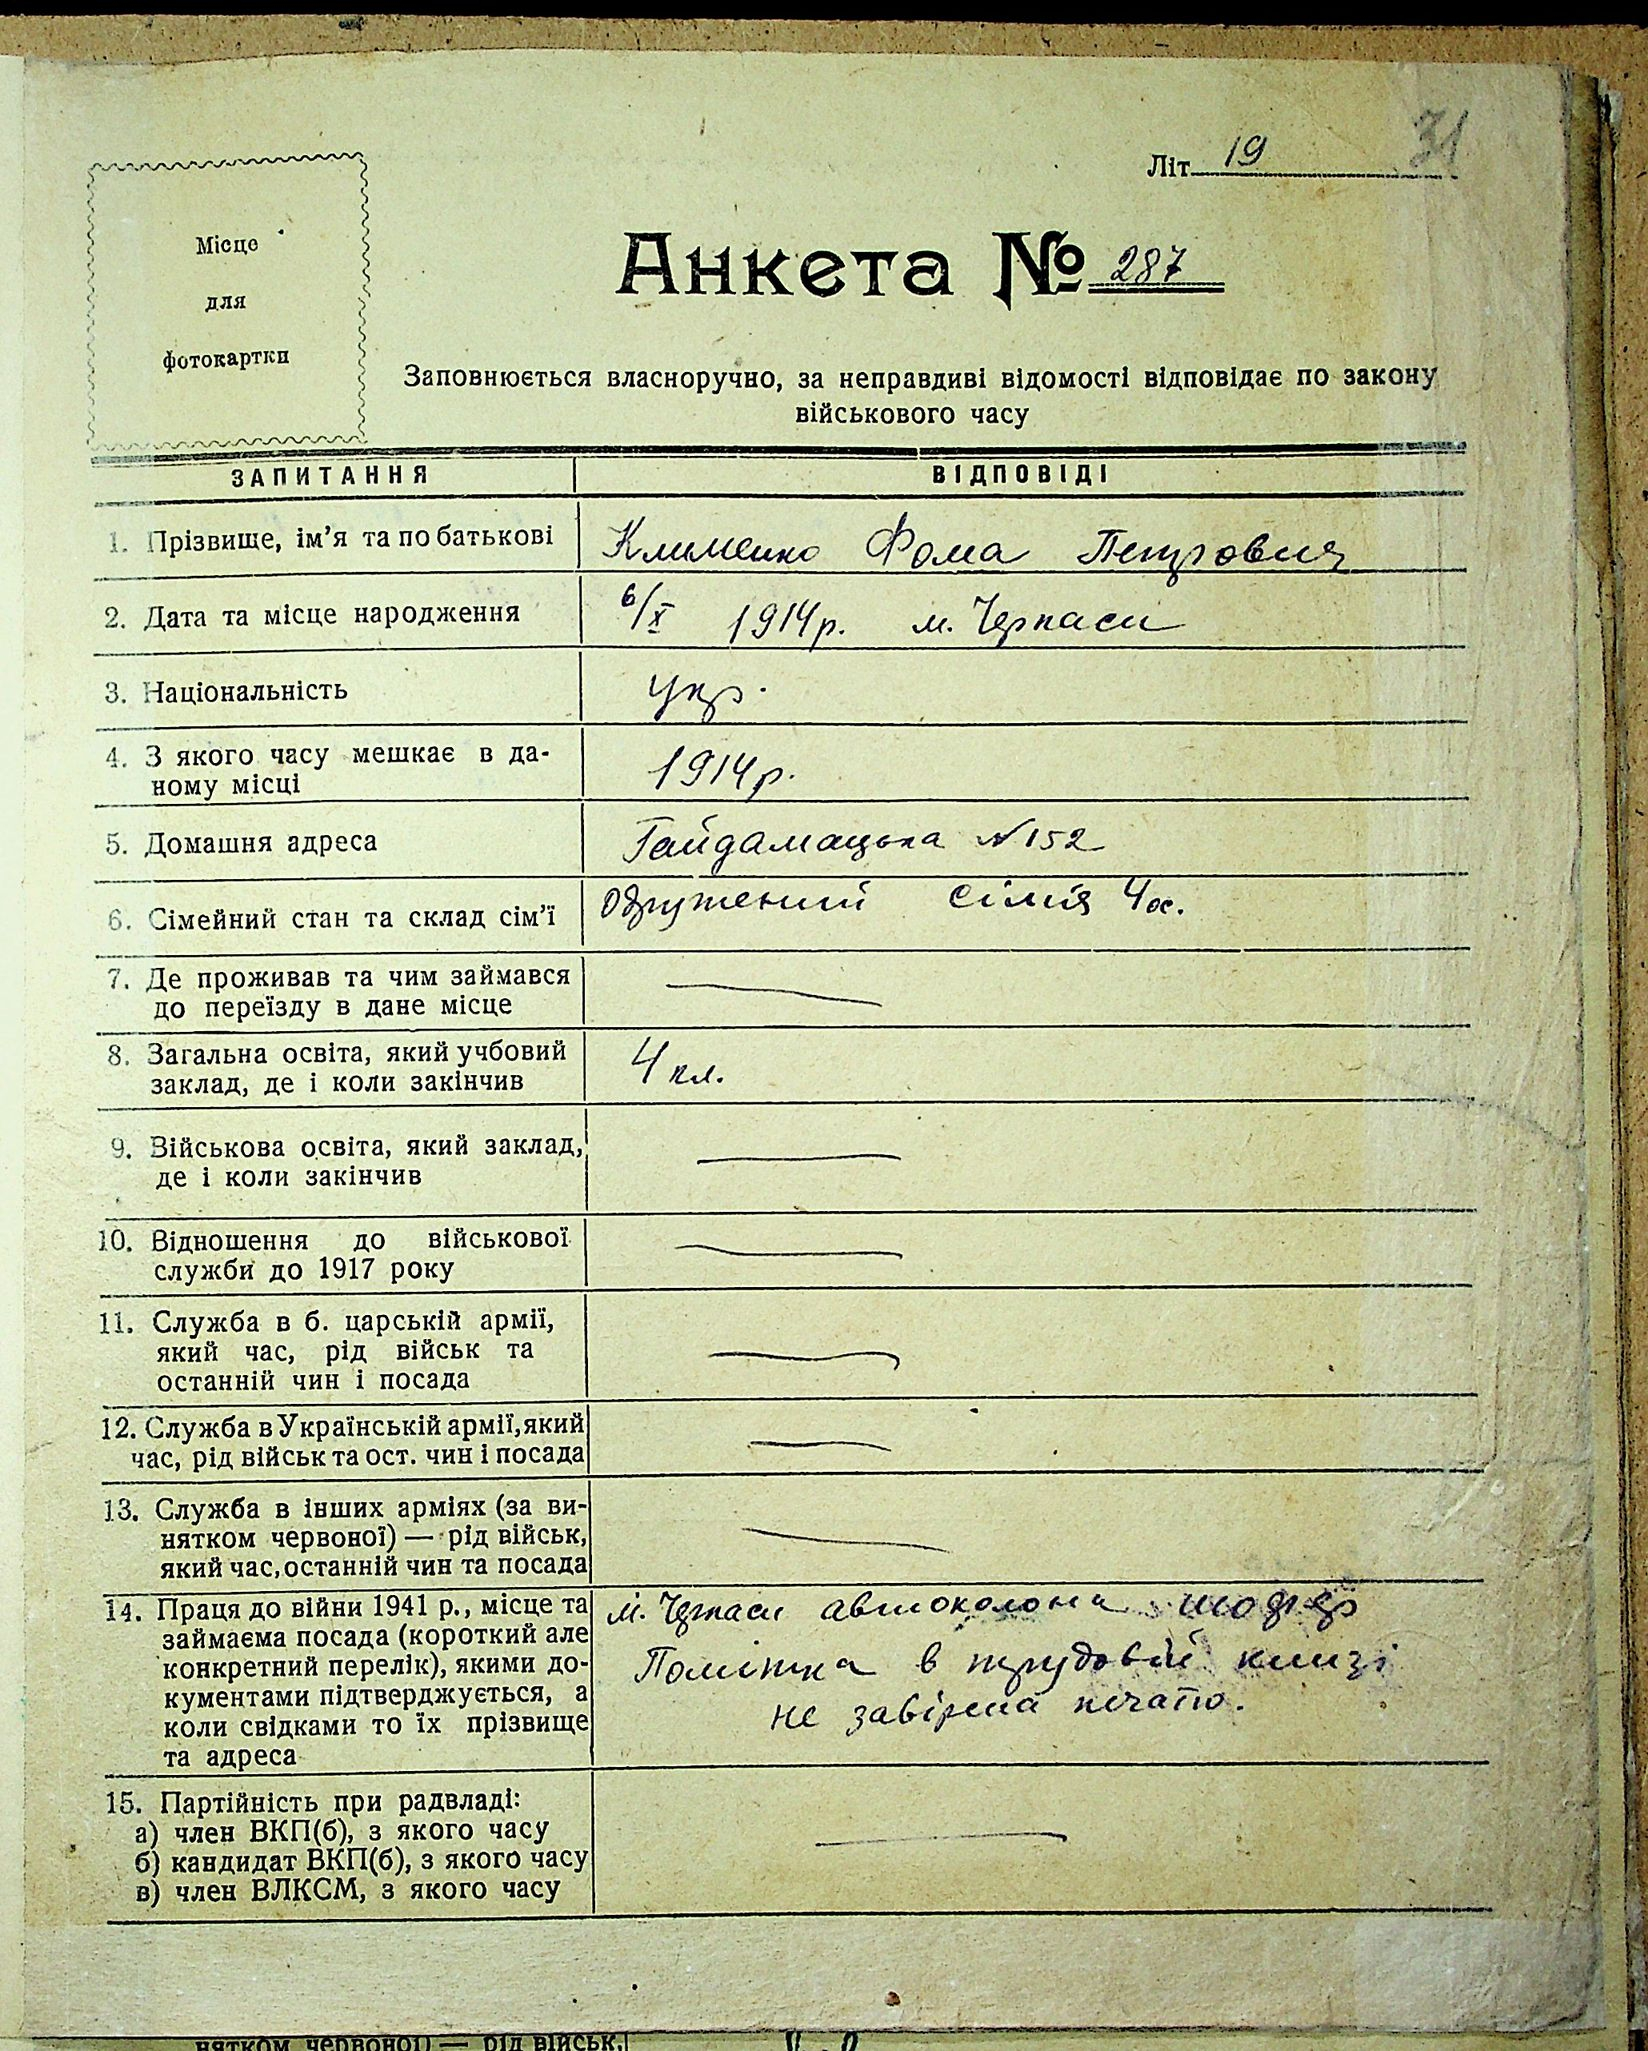 31
Літ. 19
Місце
для
фотокартки
Анкета № 287
Заповнюється власноручно, за неправдиві відомості відповідає по закону
військового часу
ЗАПИТАННЯ
ВІДПОВІДІ
1. Прізвище, ім'я та по батькові
Клименко Фома Петрович
2. Дата та місце народження
6/X 1914 р. м. Черкаси
3. Національність
укр.
4. З якого часу мешкає в да-
ному місці
1914 р.
5. Домашня адреса
Гайдамацька № 152
6. Сімейний стан та склад сім'ї
Одружений сімія 4 ос.
7. Де проживав та чим займався
до переїзду в дане місце
8. Загальна освіта, який учбовий
заклад, де і коли закінчив
4 кл.
9. Військова освіта, який заклад,
де і коли закінчив
10. Відношення до військової
служби до 1917 року
11. Служба в б. царській армії,
який час, рід військ та
останній чин і посада
12. Служба в Українській армії, який
час, рід військ та ост. чин і посада
13. Служба в інших арміях (за ви-
нятком червоної) — рід військ,
який час, останній чин та посада
14. Праця до війни 1941 р., місце та
займаєма посада (короткий але
конкретний перелік), якими до-
кументами підтверджується, а
коли свідками то їх прізвище
та адреса
м. Черкаси автоколона шофер
Помітка в трудовій книзі
не завірена печаттю.
15. Партійність при радвладі:
а) член ВКП(б), з якого часу
б) кандидат ВКП(б), з якого часу
в) член ВЛКСМ, з якого часу
нятком червоної) — рід військ,